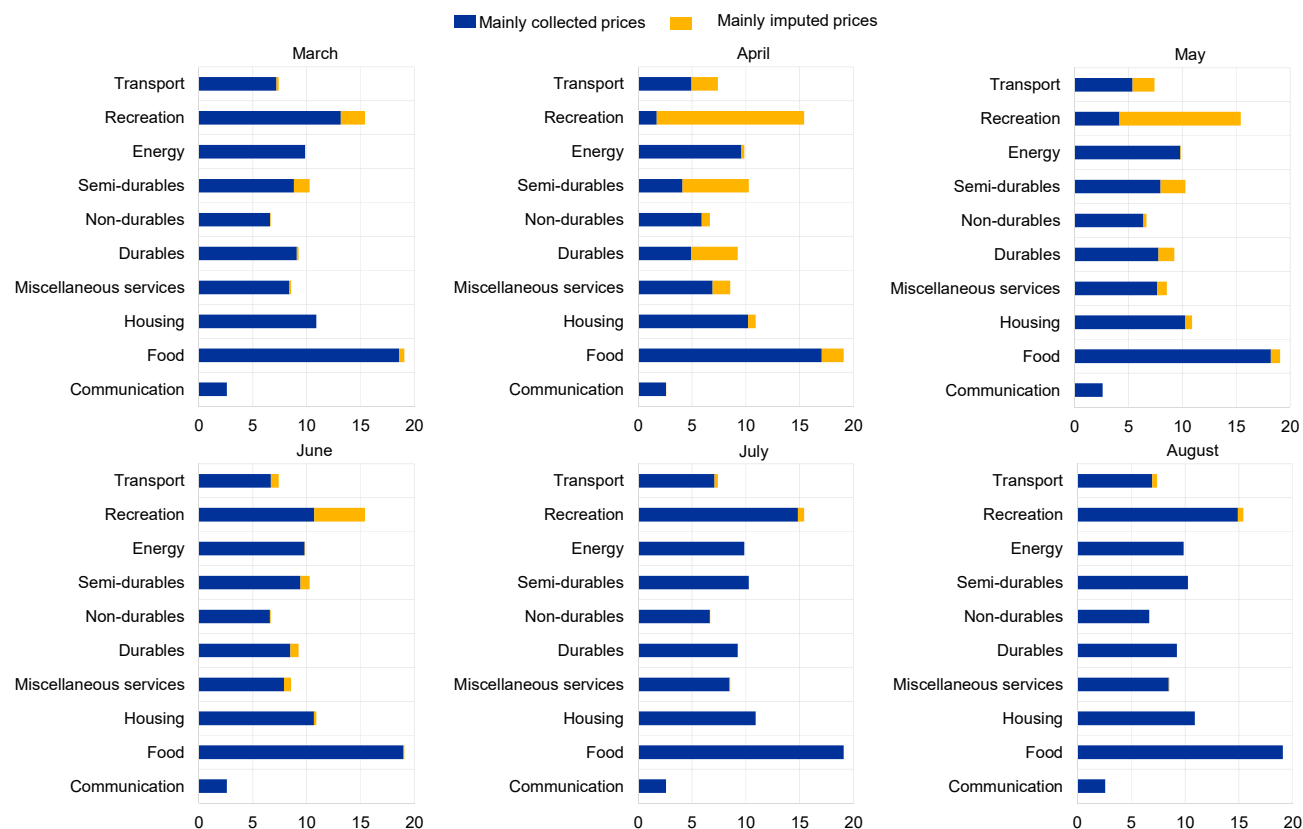 Mainly collected prices Mainly imputed prices
March
Transport
Recreation
Energy
Semi-durables
Non-durables
Durables
Miscellaneous services
Housing
Food
Communication
0 5 10 15 20
April
Transport
Recreation
Energy
Semi-durables
Non-durables
Durables
Miscellaneous services
Housing
Food
Communication
0 5 10 15 20
May
Transport
Recreation
Energy
Semi-durables
Non-durables
Durables
Miscellaneous services
Housing
Food
Communication
0 5 10 15 20
June
Transport
Recreation
Energy
Semi-durables
Non-durables
Durables
Miscellaneous services
Housing
Food
Communication
0 5 10 15 20
July
Transport
Recreation
Energy
Semi-durables
Non-durables
Durables
Miscellaneous services
Housing
Food
Communication
0 5 10 15 20
August
Transport
Recreation
Energy
Semi-durables
Non-durables
Durables
Miscellaneous services
Housing
Food
Communication
0 5 10 15 20